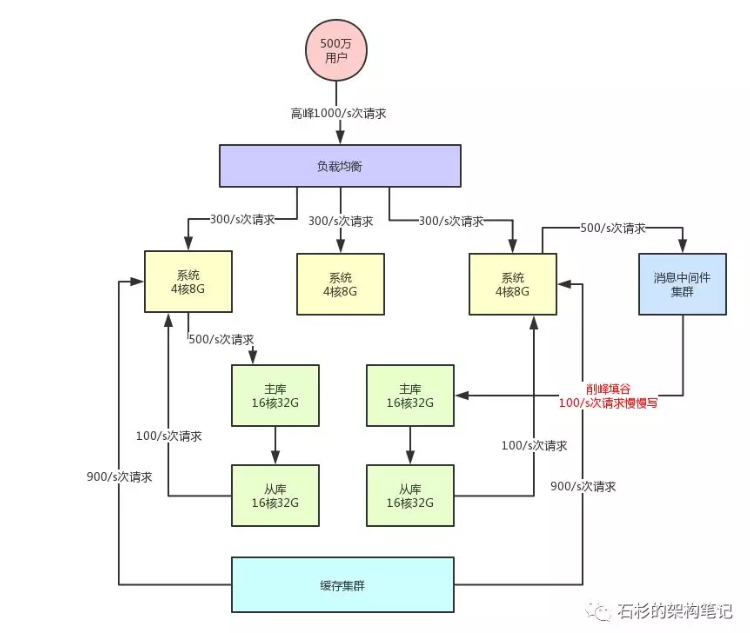 500万
用户
高峰1000/s次请求
负载均衡
300/s次请求
300/s次请求
300/s次请求
500/s次请求
系统
4核8G
系统
4核8G
系统
4核8G
消息中间件
集群
500/s次请求
主库
16核32G
主库
16核32G
削峰填谷
100/s次请求慢慢写
100/s次请求
100/s次请求
900/s次请求
900/s次请求
从库
16核32G
从库
16核32G
缓存集群
石杉的架构笔记